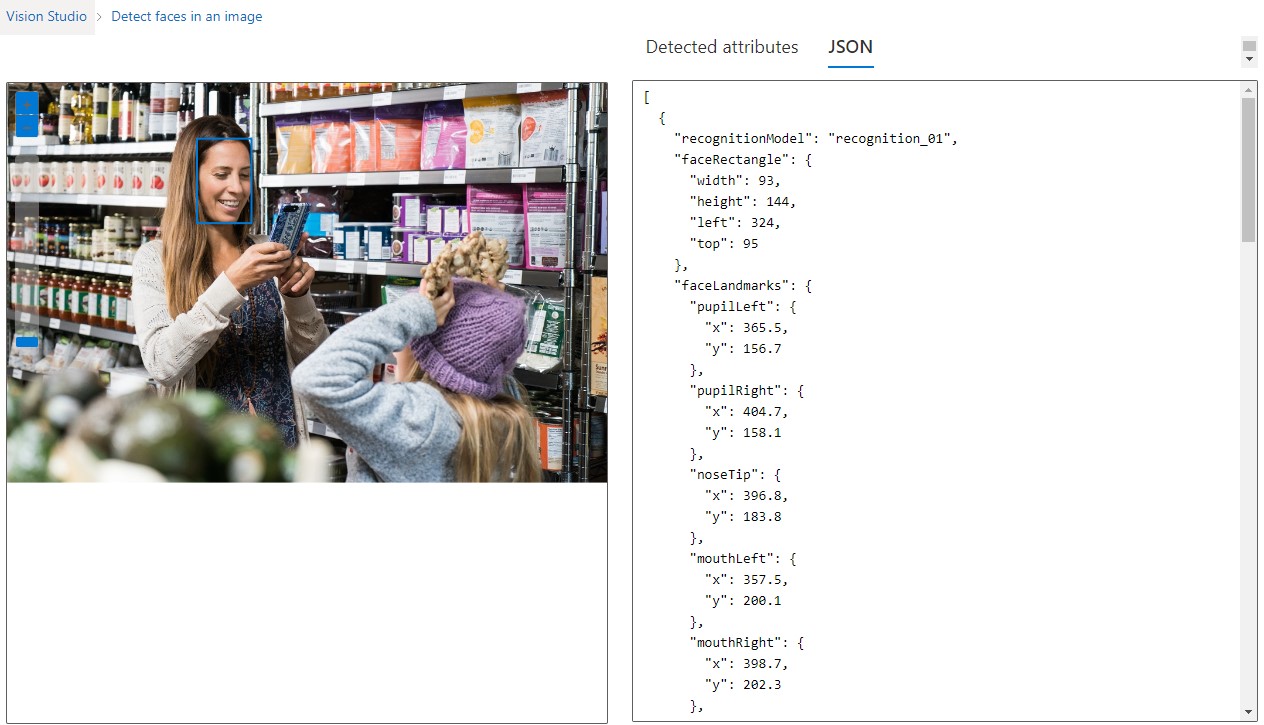 Vision Studio > Detect faces in an image
Detected attributes JSON
[
{
"recognitionModel": "recognition_01",
"faceRectangle": {
"width": 93,
"height": 144,
"left": 324,
"top": 95
},
"faceLandmarks": {
"pupilLeft": {
"x": 365.5,
"y": 156.7
},
"pupilRight": {
"x": 404.7,
"y": 158.1
},
"noseTip": {
"x": 396.8,
"y": 183.8
},
"mouthLeft": {
"x": 357.5,
"y": 200.1
},
"mouthRight": {
"x": 398.7,
"y": 202.3
},